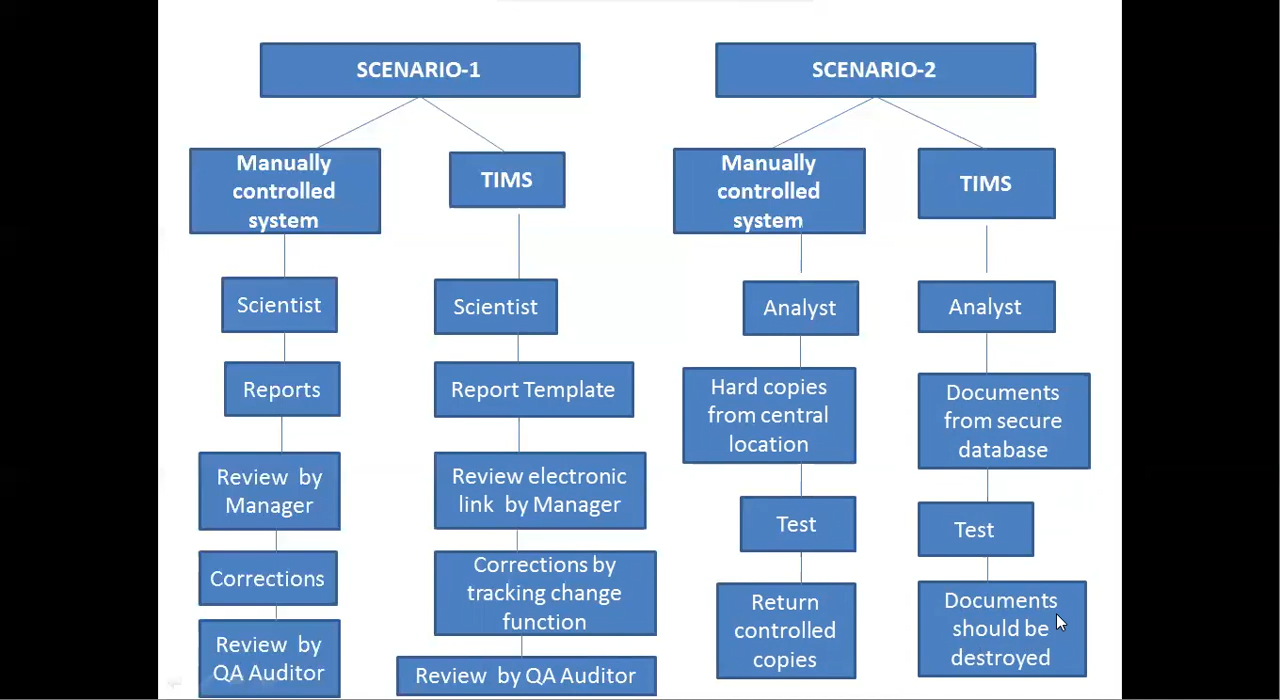 SCENARIO-1
Manually
controlled
system
Scientist
Reports
Review by
Manager
Corrections
Review by
QA Auditor
TIMS
Scientist
Report Template
Review electronic
link by Manager
Corrections by
tracking change
function
Review by QA Auditor
SCENARIO-2
Manually
controlled
system
Analyst
Hard copies
from central
location
Test
Return
controlled
copies
TIMS
Analyst
Documents
from secure
database
Test
Documents
should be
destroyed